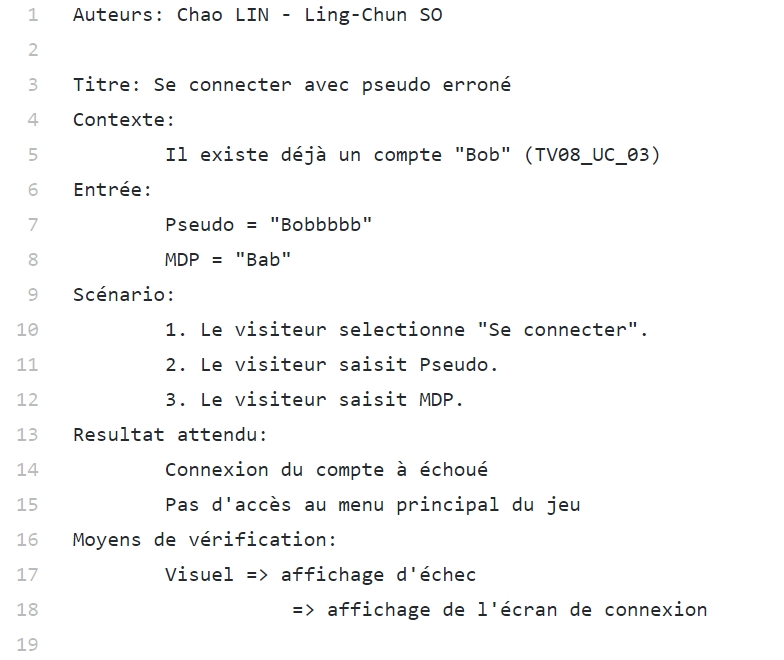 1 Auteurs: Chao LIN - Ling-Chun SO
2
3 Titre: Se connecter avec pseudo erroné
4 Contexte:
5 Il existe déjà un compte "Bob" (TV08_UC_03)
6 Entrée:
7 Pseudo = "Bobbbbb"
8 MDP = "Bab"
9 Scénario:
10 1. Le visiteur selectionne "Se connecter".
11 2. Le visiteur saisit Pseudo.
12 3. Le visiteur saisit MDP.
13 Resultat attendu:
14 Connexion du compte à échoué
15 Pas d'accès au menu principal du jeu
16 Moyens de vérification:
17 Visuel => affichage d'échec
18 => affichage de l'écran de connexion
19